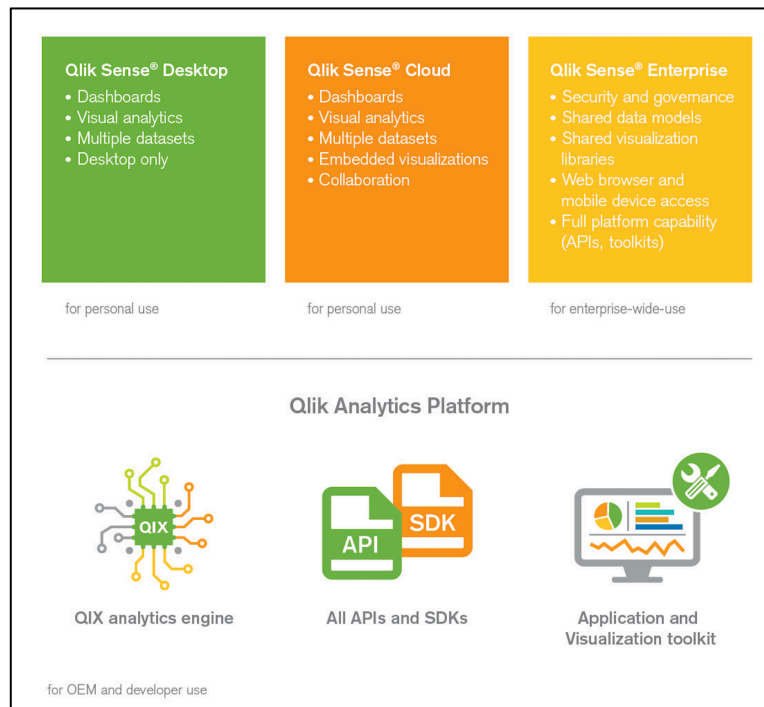 Qlik Sense® Desktop
• Dashboards
• Visual analytics
• Multiple datasets
• Desktop only
for personal use
Qlik Sense® Cloud
• Dashboards
• Visual analytics
• Multiple datasets
• Embedded visualizations
• Collaboration
for personal use
Qlik Sense® Enterprise
• Security and governance
• Shared data models
• Shared visualization
libraries
• Web browser and
mobile device access
• Full platform capability
(APIs, toolkits)
for enterprise-wide-use
Qlik Analytics Platform
QIX
QIX analytics engine
API
SDK
All APIs and SDKs
Application and
Visualization toolkit
for OEM and developer use